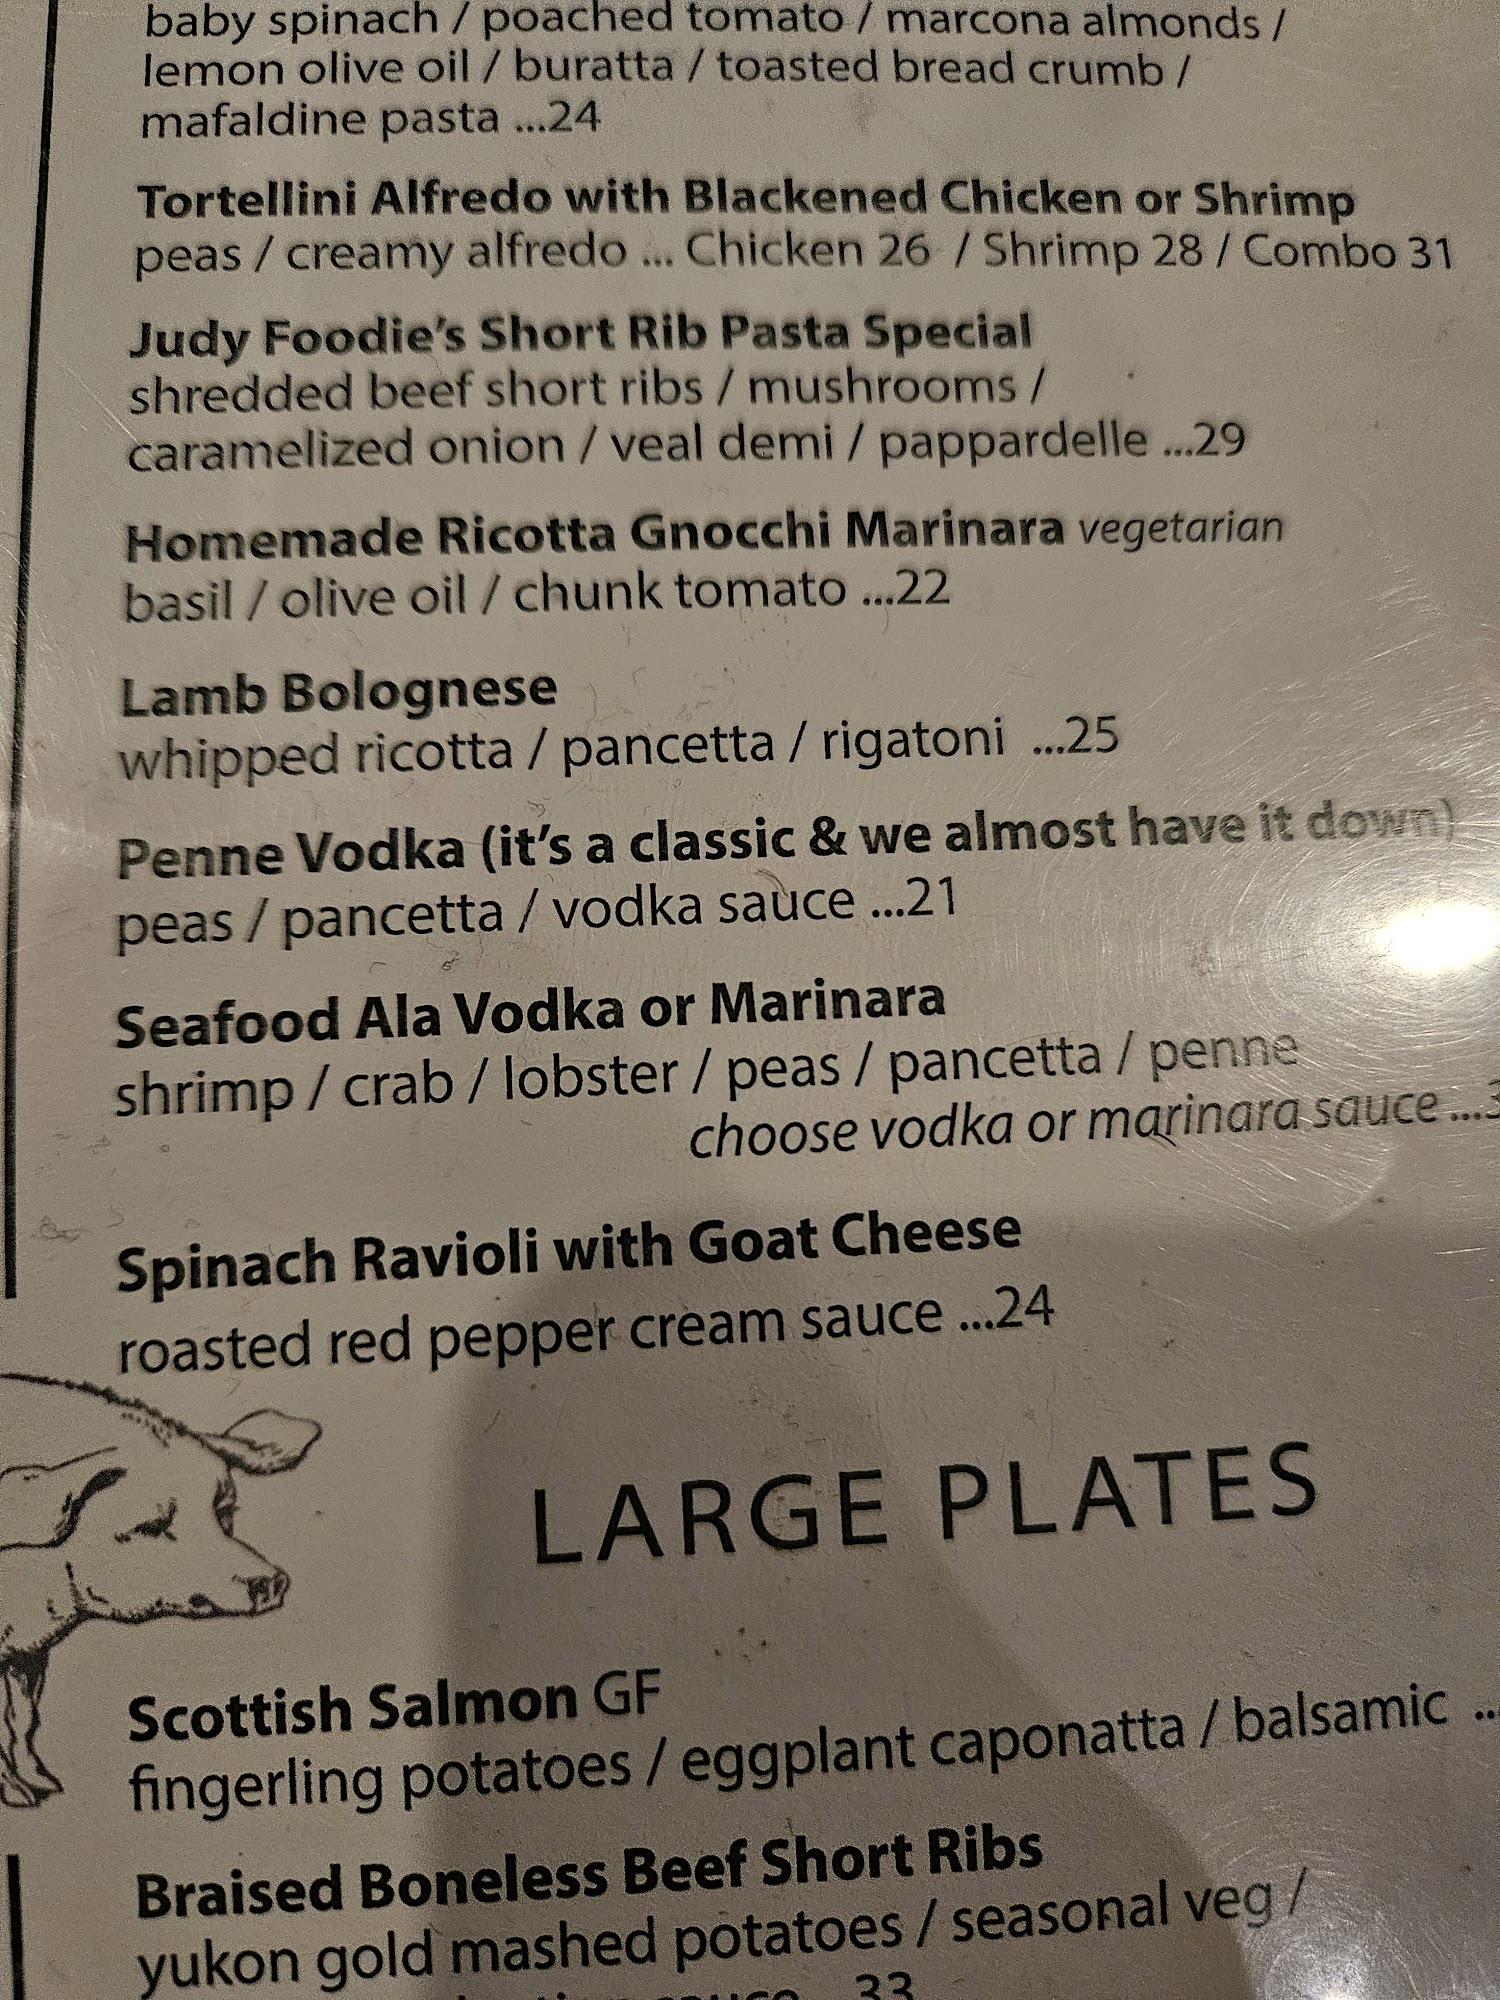 baby spinach / poached tomato / marcona almonds /
lemon olive oil / buratta / toasted bread crumb /
mafaldine pasta ...24
Tortellini Alfredo with Blackened Chicken or Shrimp
peas / creamy alfredo ... Chicken 26 / Shrimp 28 / Combo 31
Judy Foodie's Short Rib Pasta Special
shredded beef short ribs / mushrooms /
caramelized onion / veal demi / pappardelle ...29
Homemade Ricotta Gnocchi Marinara vegetarian
basil / olive oil / chunk tomato ...22
Lamb Bolognese
whipped ricotta / pancetta / rigatoni ...25
Penne Vodka (it's a classic & we almost have it down)
peas / pancetta / vodka sauce ...21
Seafood Ala Vodka or Marinara
shrimp / crab / lobster / peas / pancetta / penne
choose vodka or marinara sauce ...3
Spinach Ravioli with Goat Cheese
roasted red pepper cream sauce ...24
LARGE PLATES
Scottish Salmon GF
fingerling potatoes / eggplant caponatta / balsamic ...
Braised Boneless Beef Short Ribs
yukon gold mashed potatoes / seasonal veg /
sauce ...33